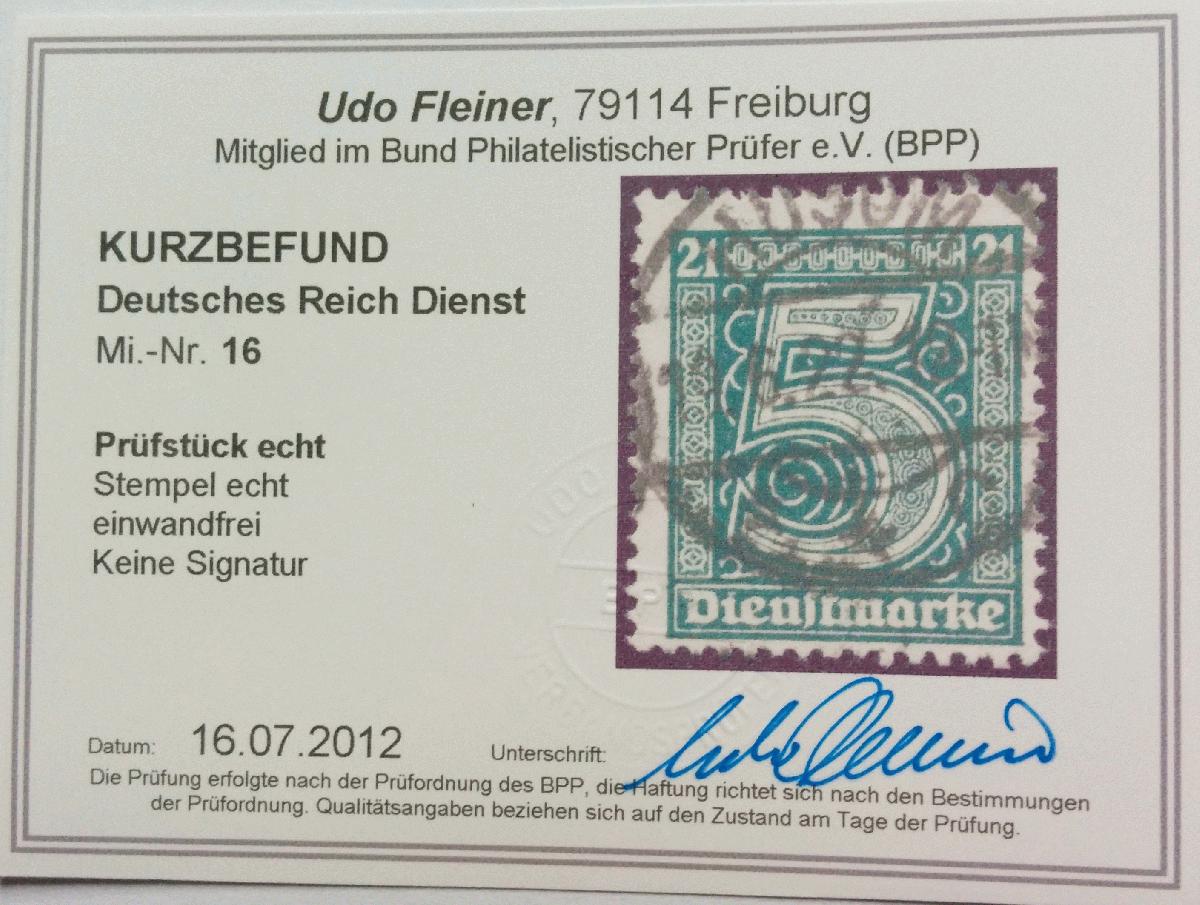 Udo Fleiner, 79114 Freiburg
Mitglied im Bund Philatelistischer Prüfer e.V. (BPP)
KURZBEFUND
Deutsches Reich Dienst
Mi.-Nr. 16
Prüfstück echt
Stempel echt
einwandfrei
Keine Signatur
21 21
5
Dienstmarke
Datum: 16.07.2012 Unterschrift:
Die Prüfung erfolgte nach der Prüfordnung des BPP, die Haftung richtet sich nach den Bestimmungen
der Prüfordnung. Qualitätsangaben beziehen sich auf den Zustand am Tage der Prüfung.